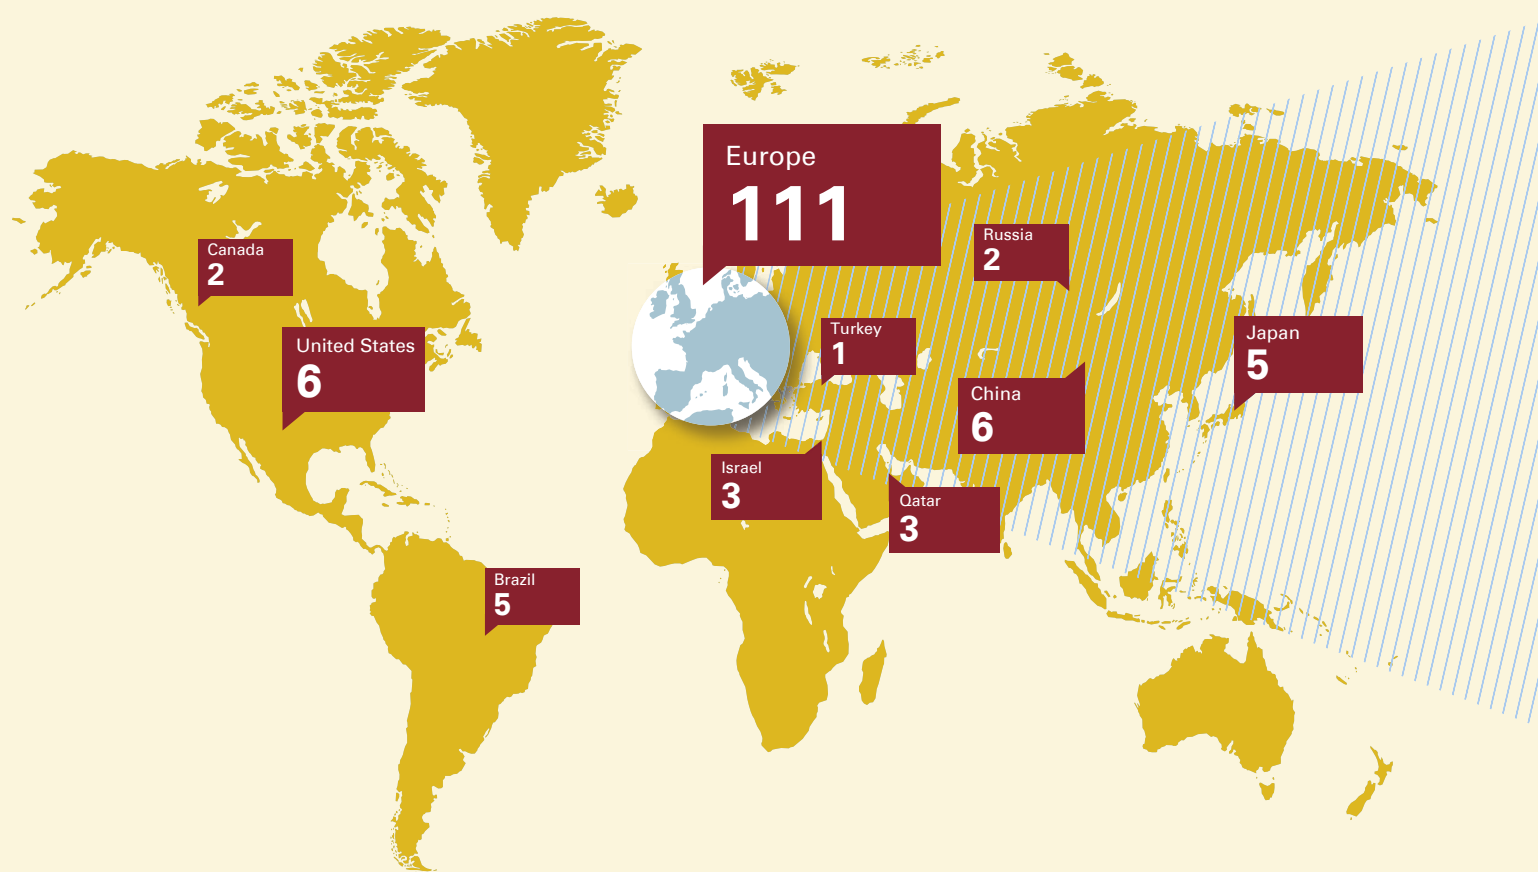 Europe
111
Canada
2
Russia
2
United States
6
Turkey
1
Japan
5
China
6
Israel
3
Qatar
3
Brazil
5